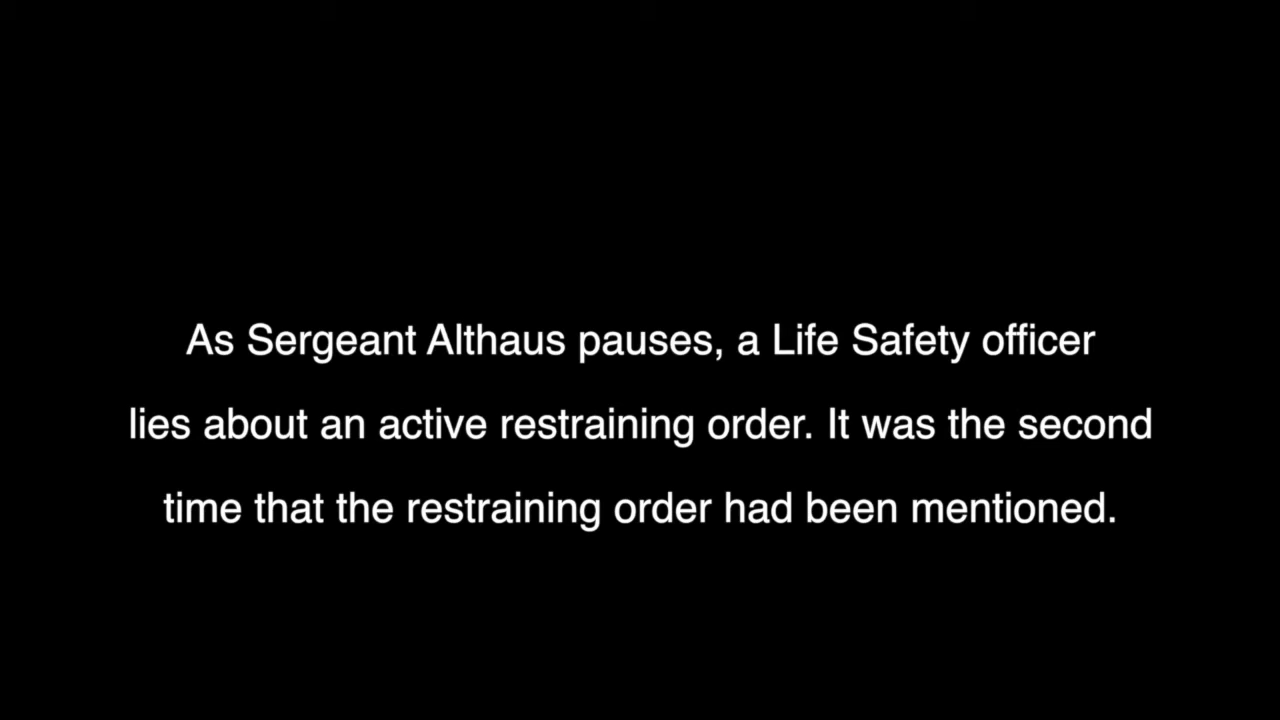 As Sergeant Althaus pauses, a Life Safety officer
lies about an active restraining order. It was the second
time that the restraining order had been mentioned.